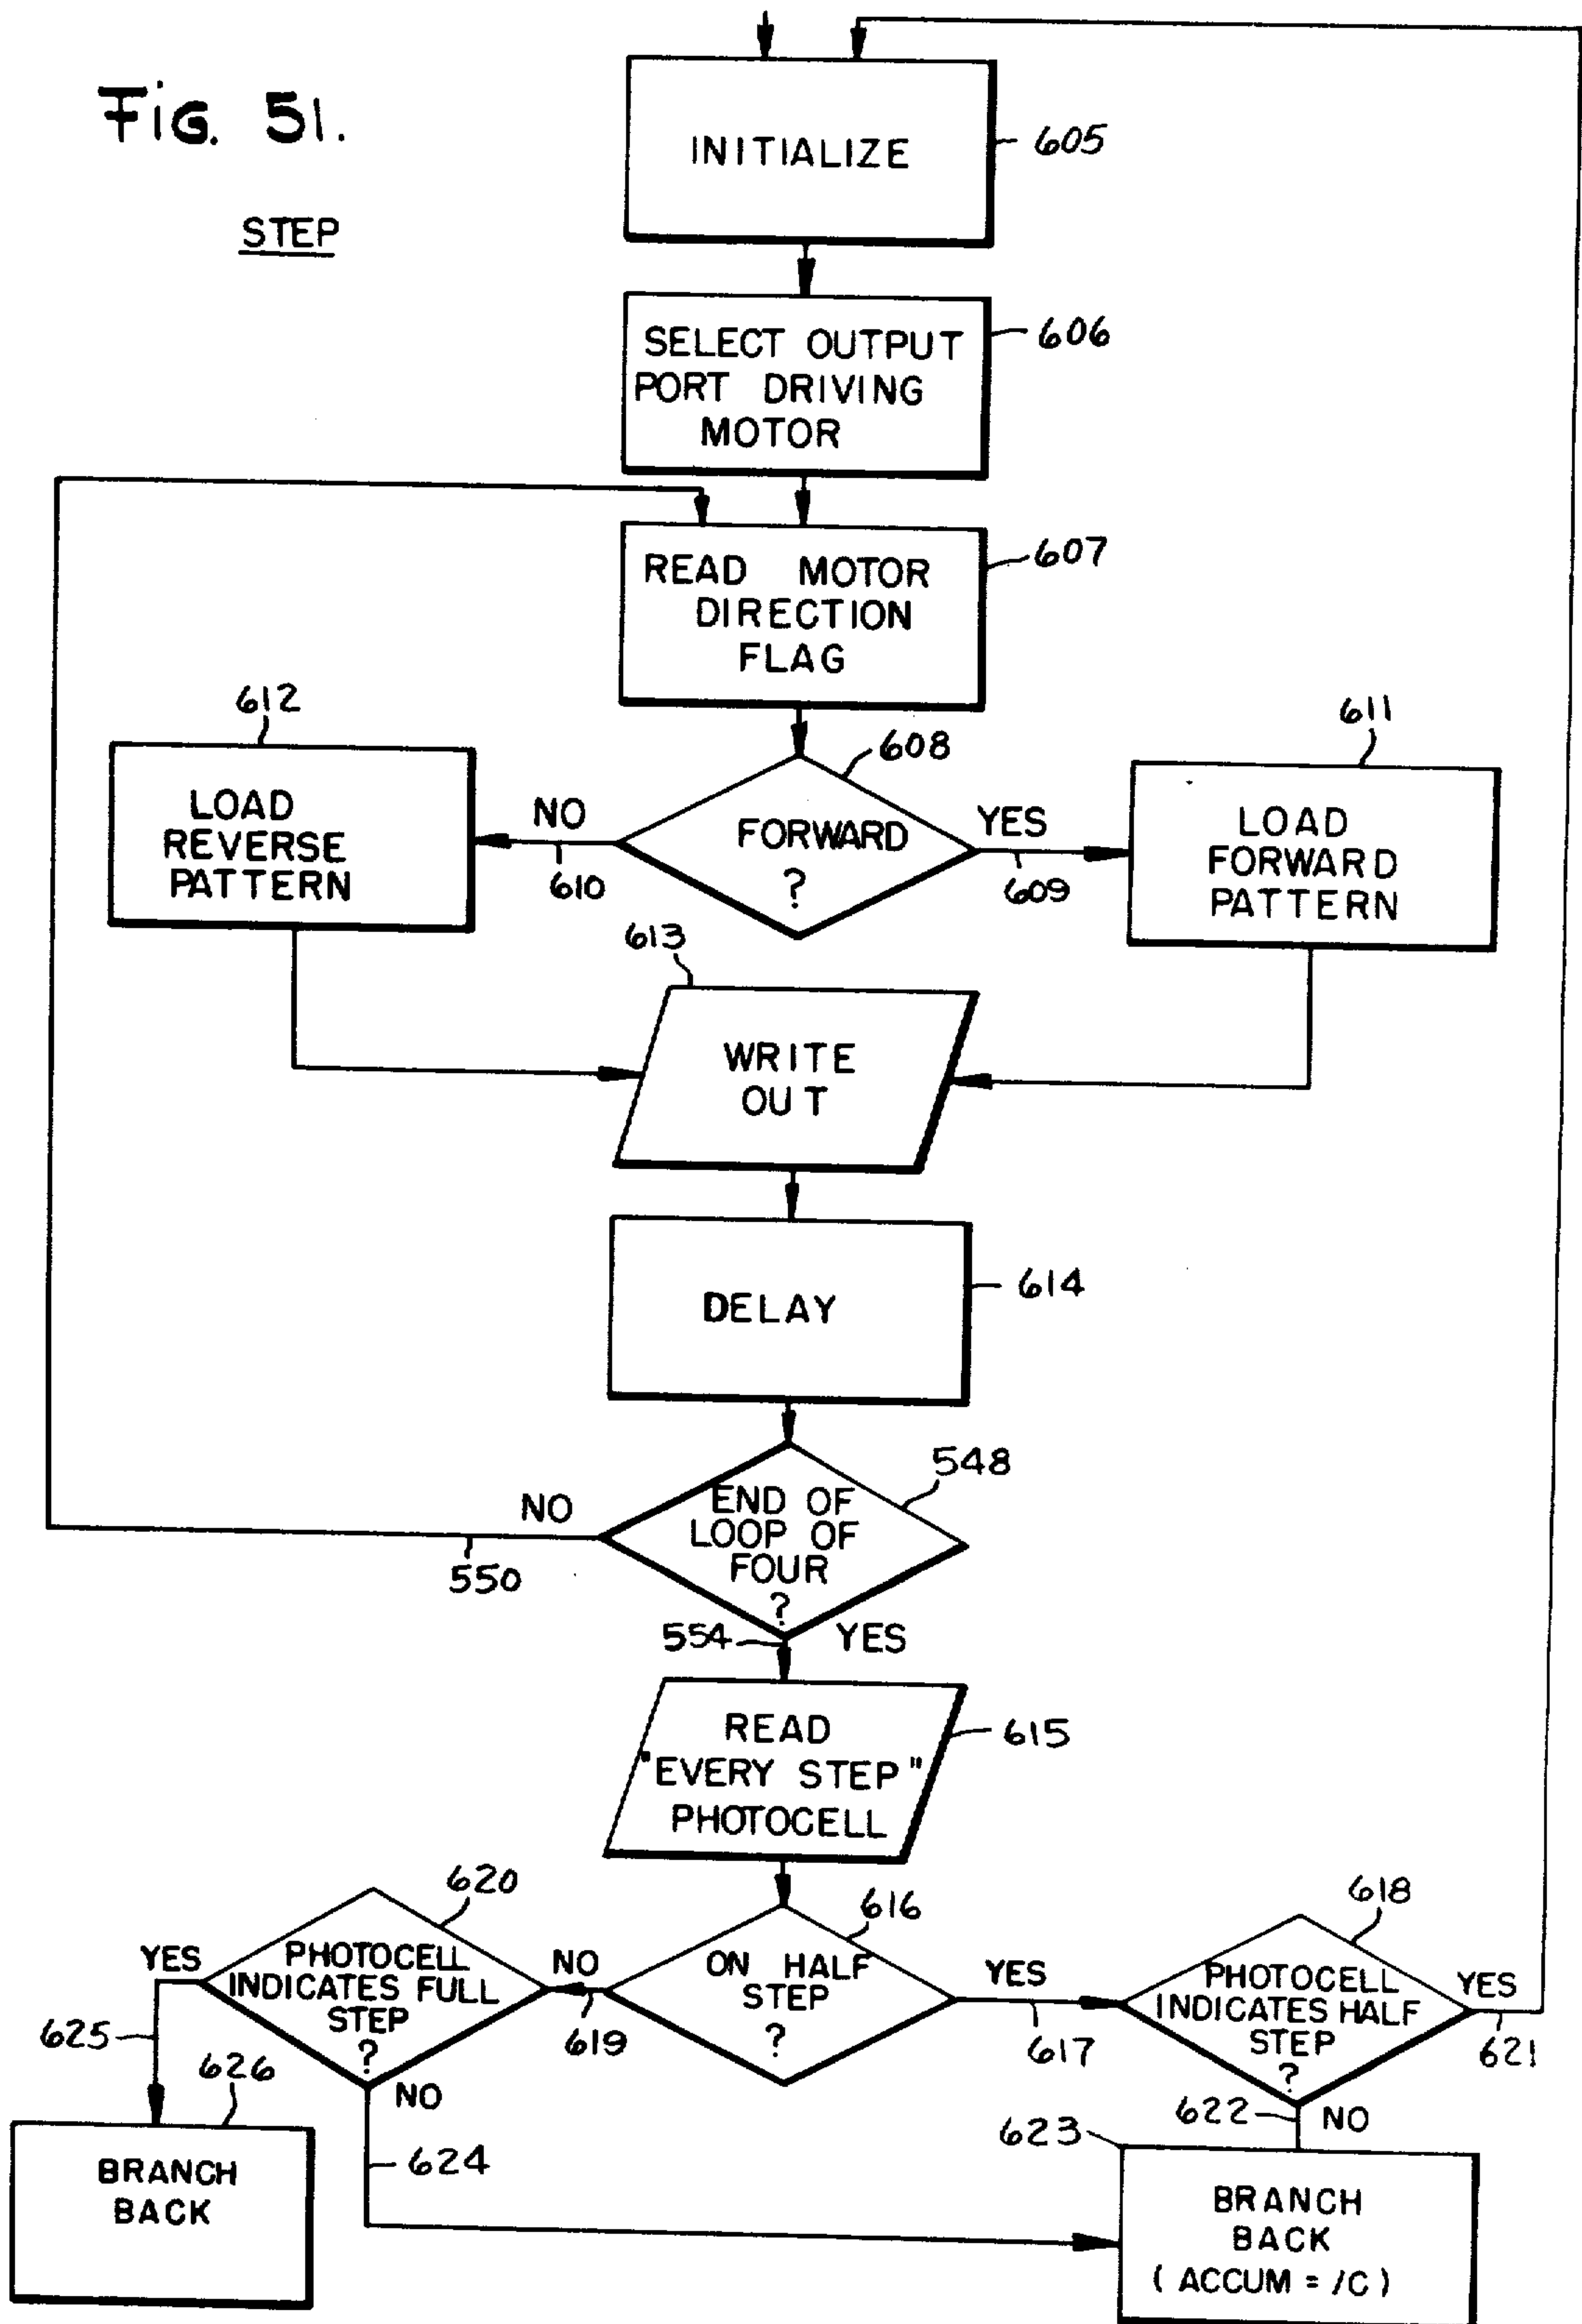 FIG. 51.
STEP
INITIALIZE
605
SELECT OUTPUT
PORT DRIVING
MOTOR
606
READ MOTOR
DIRECTION
FLAG
607
612
LOAD
REVERSE
PATTERN
NO
610
608
FORWARD
?
YES
609
611
LOAD
FORWARD
PATTERN
613
WRITE
OUT
DELAY
614
548
END OF
LOOP OF
FOUR
?
NO
550
554
YES
READ
"EVERY STEP"
PHOTOCELL
615
616
ON HALF
STEP
?
NO
619
YES
617
620
PHOTOCELL
INDICATES FULL
STEP
?
YES
625
NO
624
618
PHOTOCELL
INDICATES HALF
STEP
?
YES
621
622
NO
626
BRANCH
BACK
623
BRANCH
BACK
( ACCUM = /C )